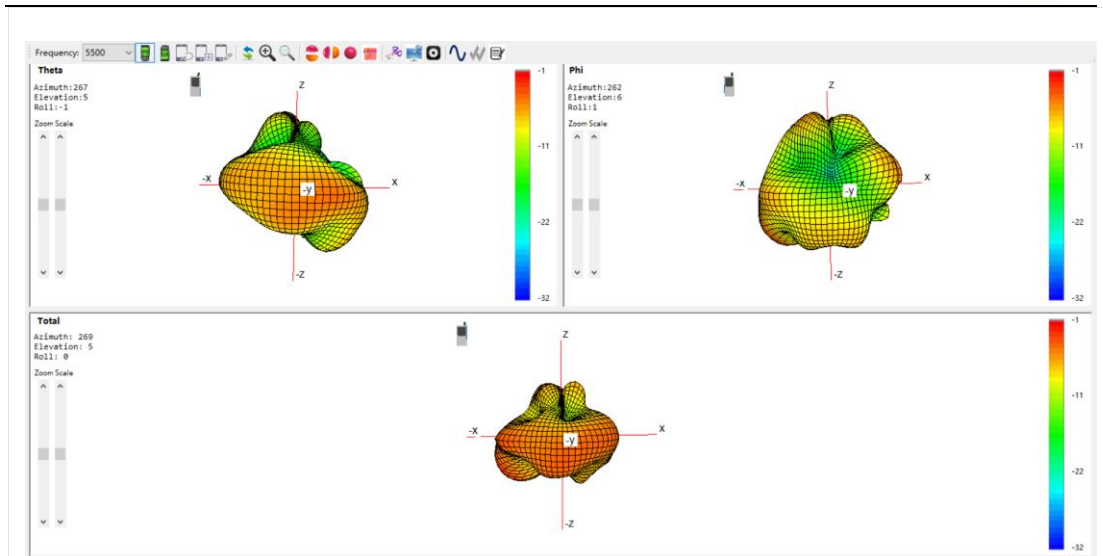 Frequency: 5500
Theta
Azimuth:267
Elevation:5
Roll:-1
Zoom Scale
Z
-X
X
-y
-Z
-1
-11
-22
-32
Phi
Azimuth:262
Elevation:6
Roll:1
Zoom Scale
Z
-X
X
-y
-Z
-1
-11
-22
-32
Total
Azimuth: 269
Elevation: 5
Roll: 0
Zoom Scale
Z
-X
X
-y
-Z
-1
-11
-22
-32